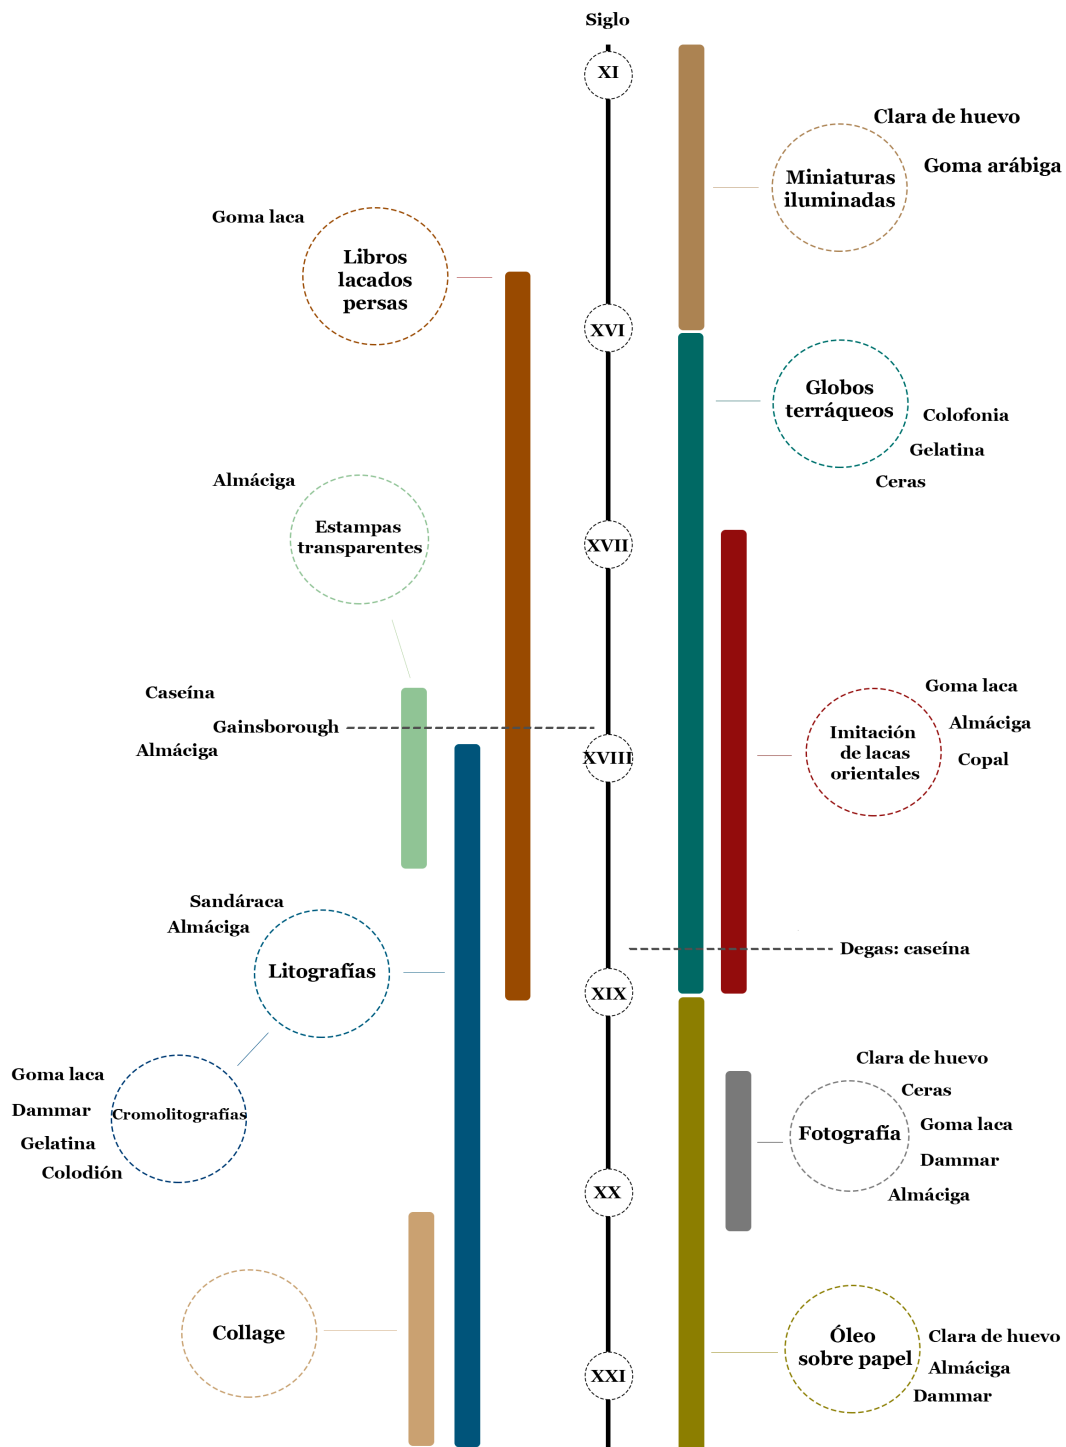 Siglo
XI
Clara de huevo
Goma arábiga
Miniaturas
iluminadas
Goma laca
Libros
lacados
persas
XVI
Globos
terráqueos
Colofonia
Gelatina
Ceras
Almáciga
Estampas
transparentes
XVII
Caseína
Gainsborough
Almáciga
XVIII
Goma laca
Almáciga
Copal
Imitación
de lacas
orientales
Sandáraca
Almáciga
Litografías
Degas: caseína
XIX
Goma laca
Dammar
Gelatina
Colodión
Cromolitografías
Clara de huevo
Ceras
Goma laca
Dammar
Almáciga
Fotografía
XX
Collage
Óleo
sobre papel
Clara de huevo
Almáciga
Dammar
XXI